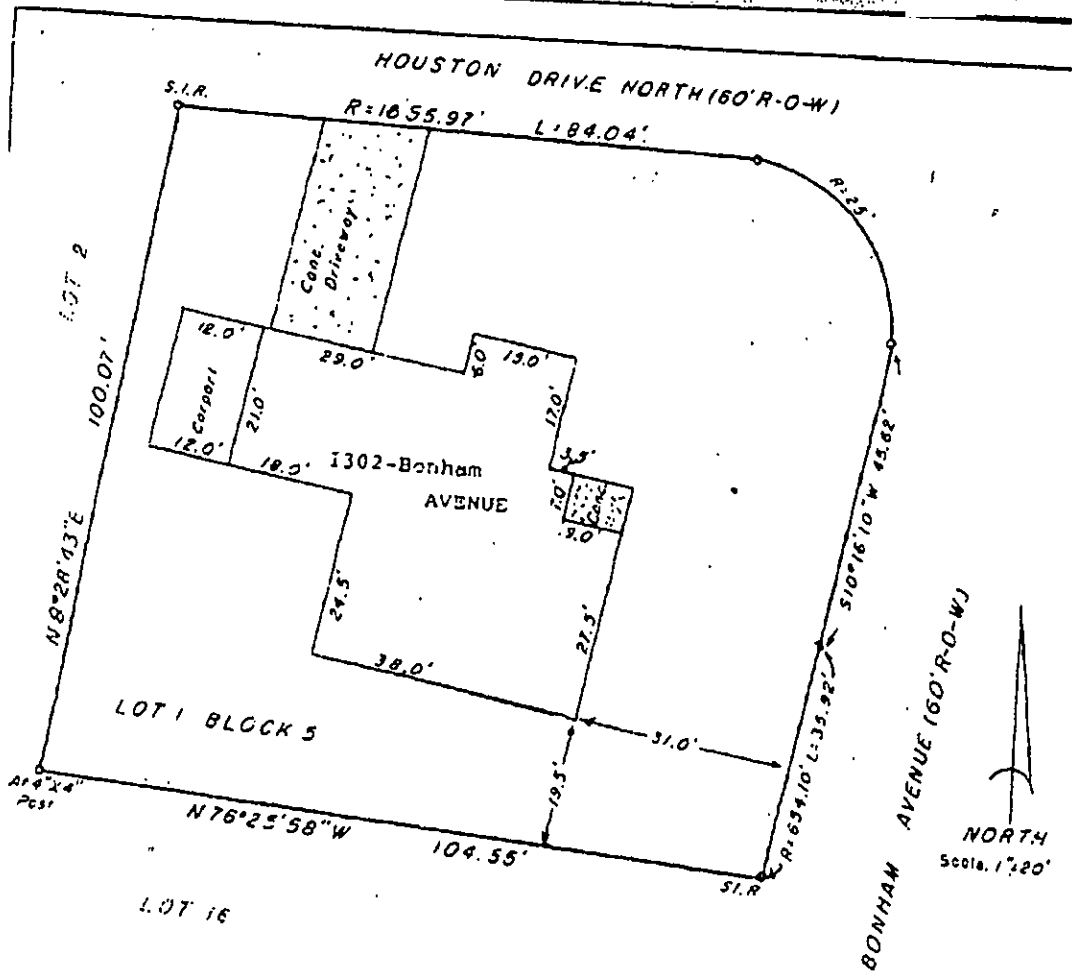 HOUSTON DRIVE NORTH (60' R-O-W)
S.I.R.
R=1655.97'
L=84.04'
R=25'
Conc.
Driveway
LOT 2
100.07'
N8°28'43"E
12.0'
29.0'
6.0'
15.0'
Carport
21.0'
17.0'
12.0'
18.0'
1302-Bonham
AVENUE
3.5'
7.0'
Conc.
9.0'
24.5'
27.5'
38.0'
S10°16'10"W 45.62'
31.0'
19.5'
R=654.10' L=35.92'
BONHAM AVENUE (60' R-O-W)
LOT 1 BLOCK 5
At 4"X4"
Post
N76°25'58"W
104.55'
S.I.R
NORTH
Scale, 1"=20'
LOT 16